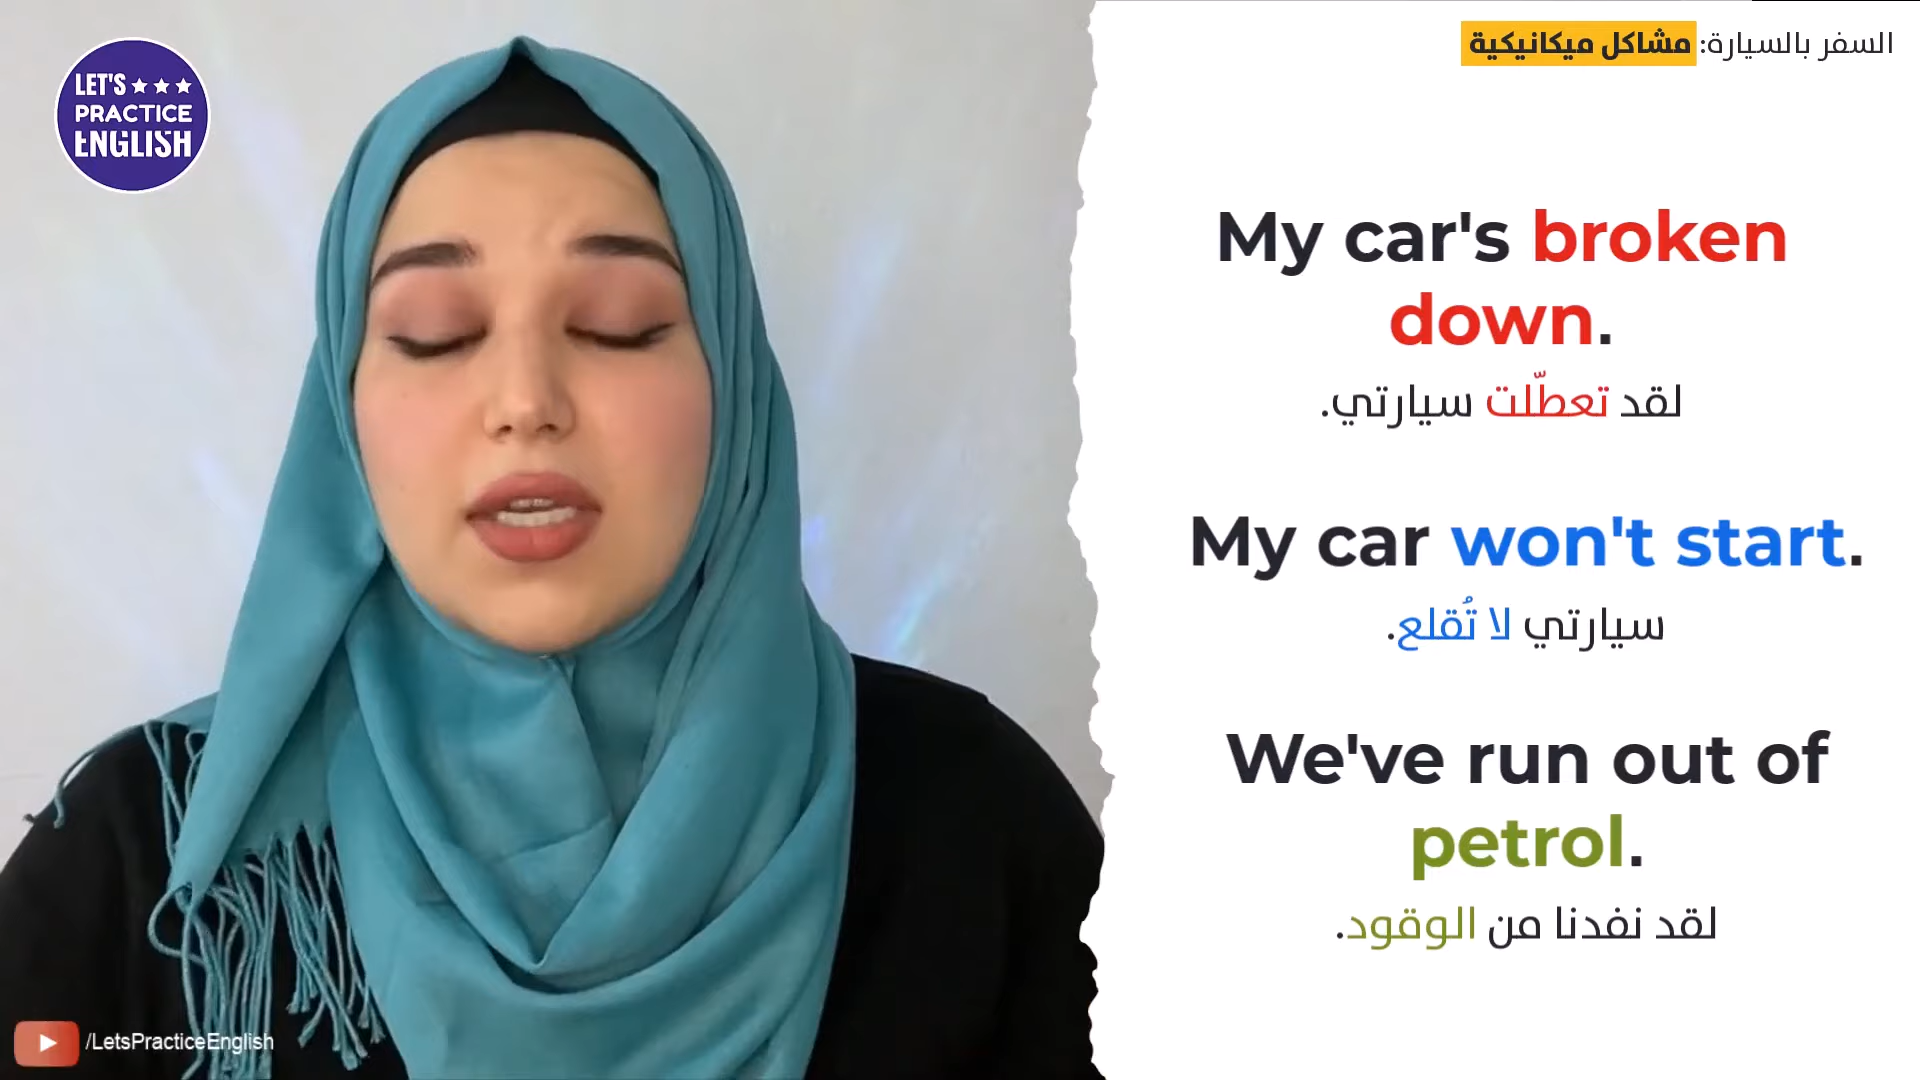 LET'S
PRACTICE
ENGLISH
السفر بالسيارة: مشاكل ميكانيكية
My car's broken
down.
لقد تعطّلت سيارتي.
My car won't start.
سيارتي لا تُقلع.
We've run out of
petrol.
لقد نفدنا من الوقود.
/LetsPracticeEnglish